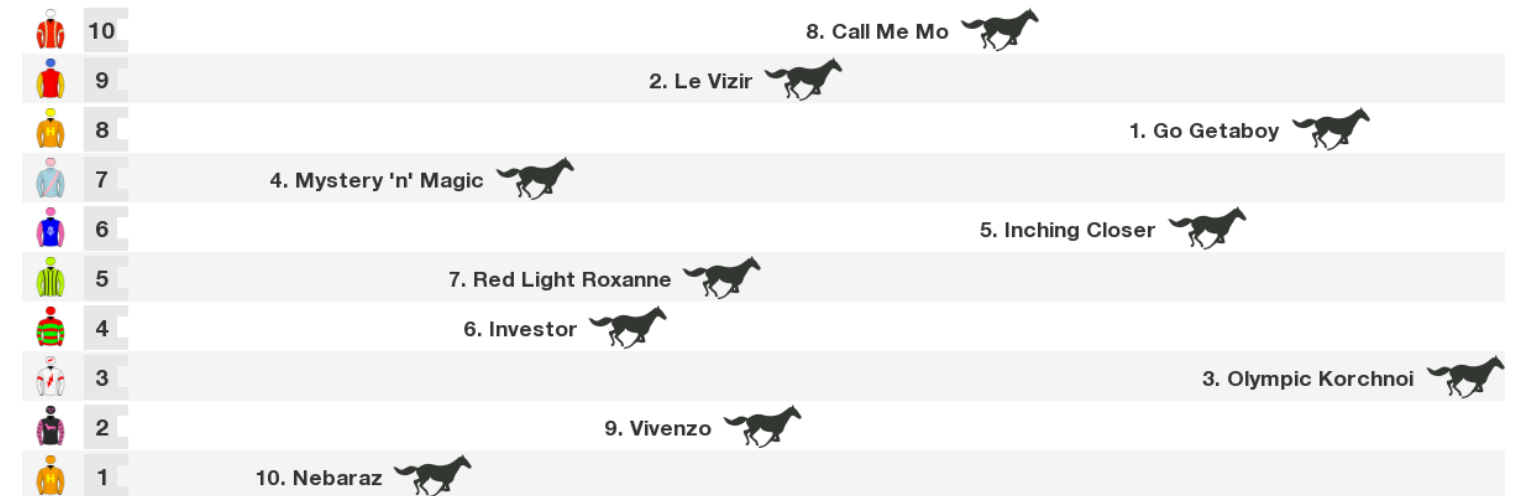 10 8. Call Me Mo
9 2. Le Vizir
8 1. Go Getaboy
7 4. Mystery 'n' Magic
6 5. Inching Closer
5 7. Red Light Roxanne
4 6. Investor
3 3. Olympic Korchnoi
2 9. Vivenzo
1 10. Nebaraz